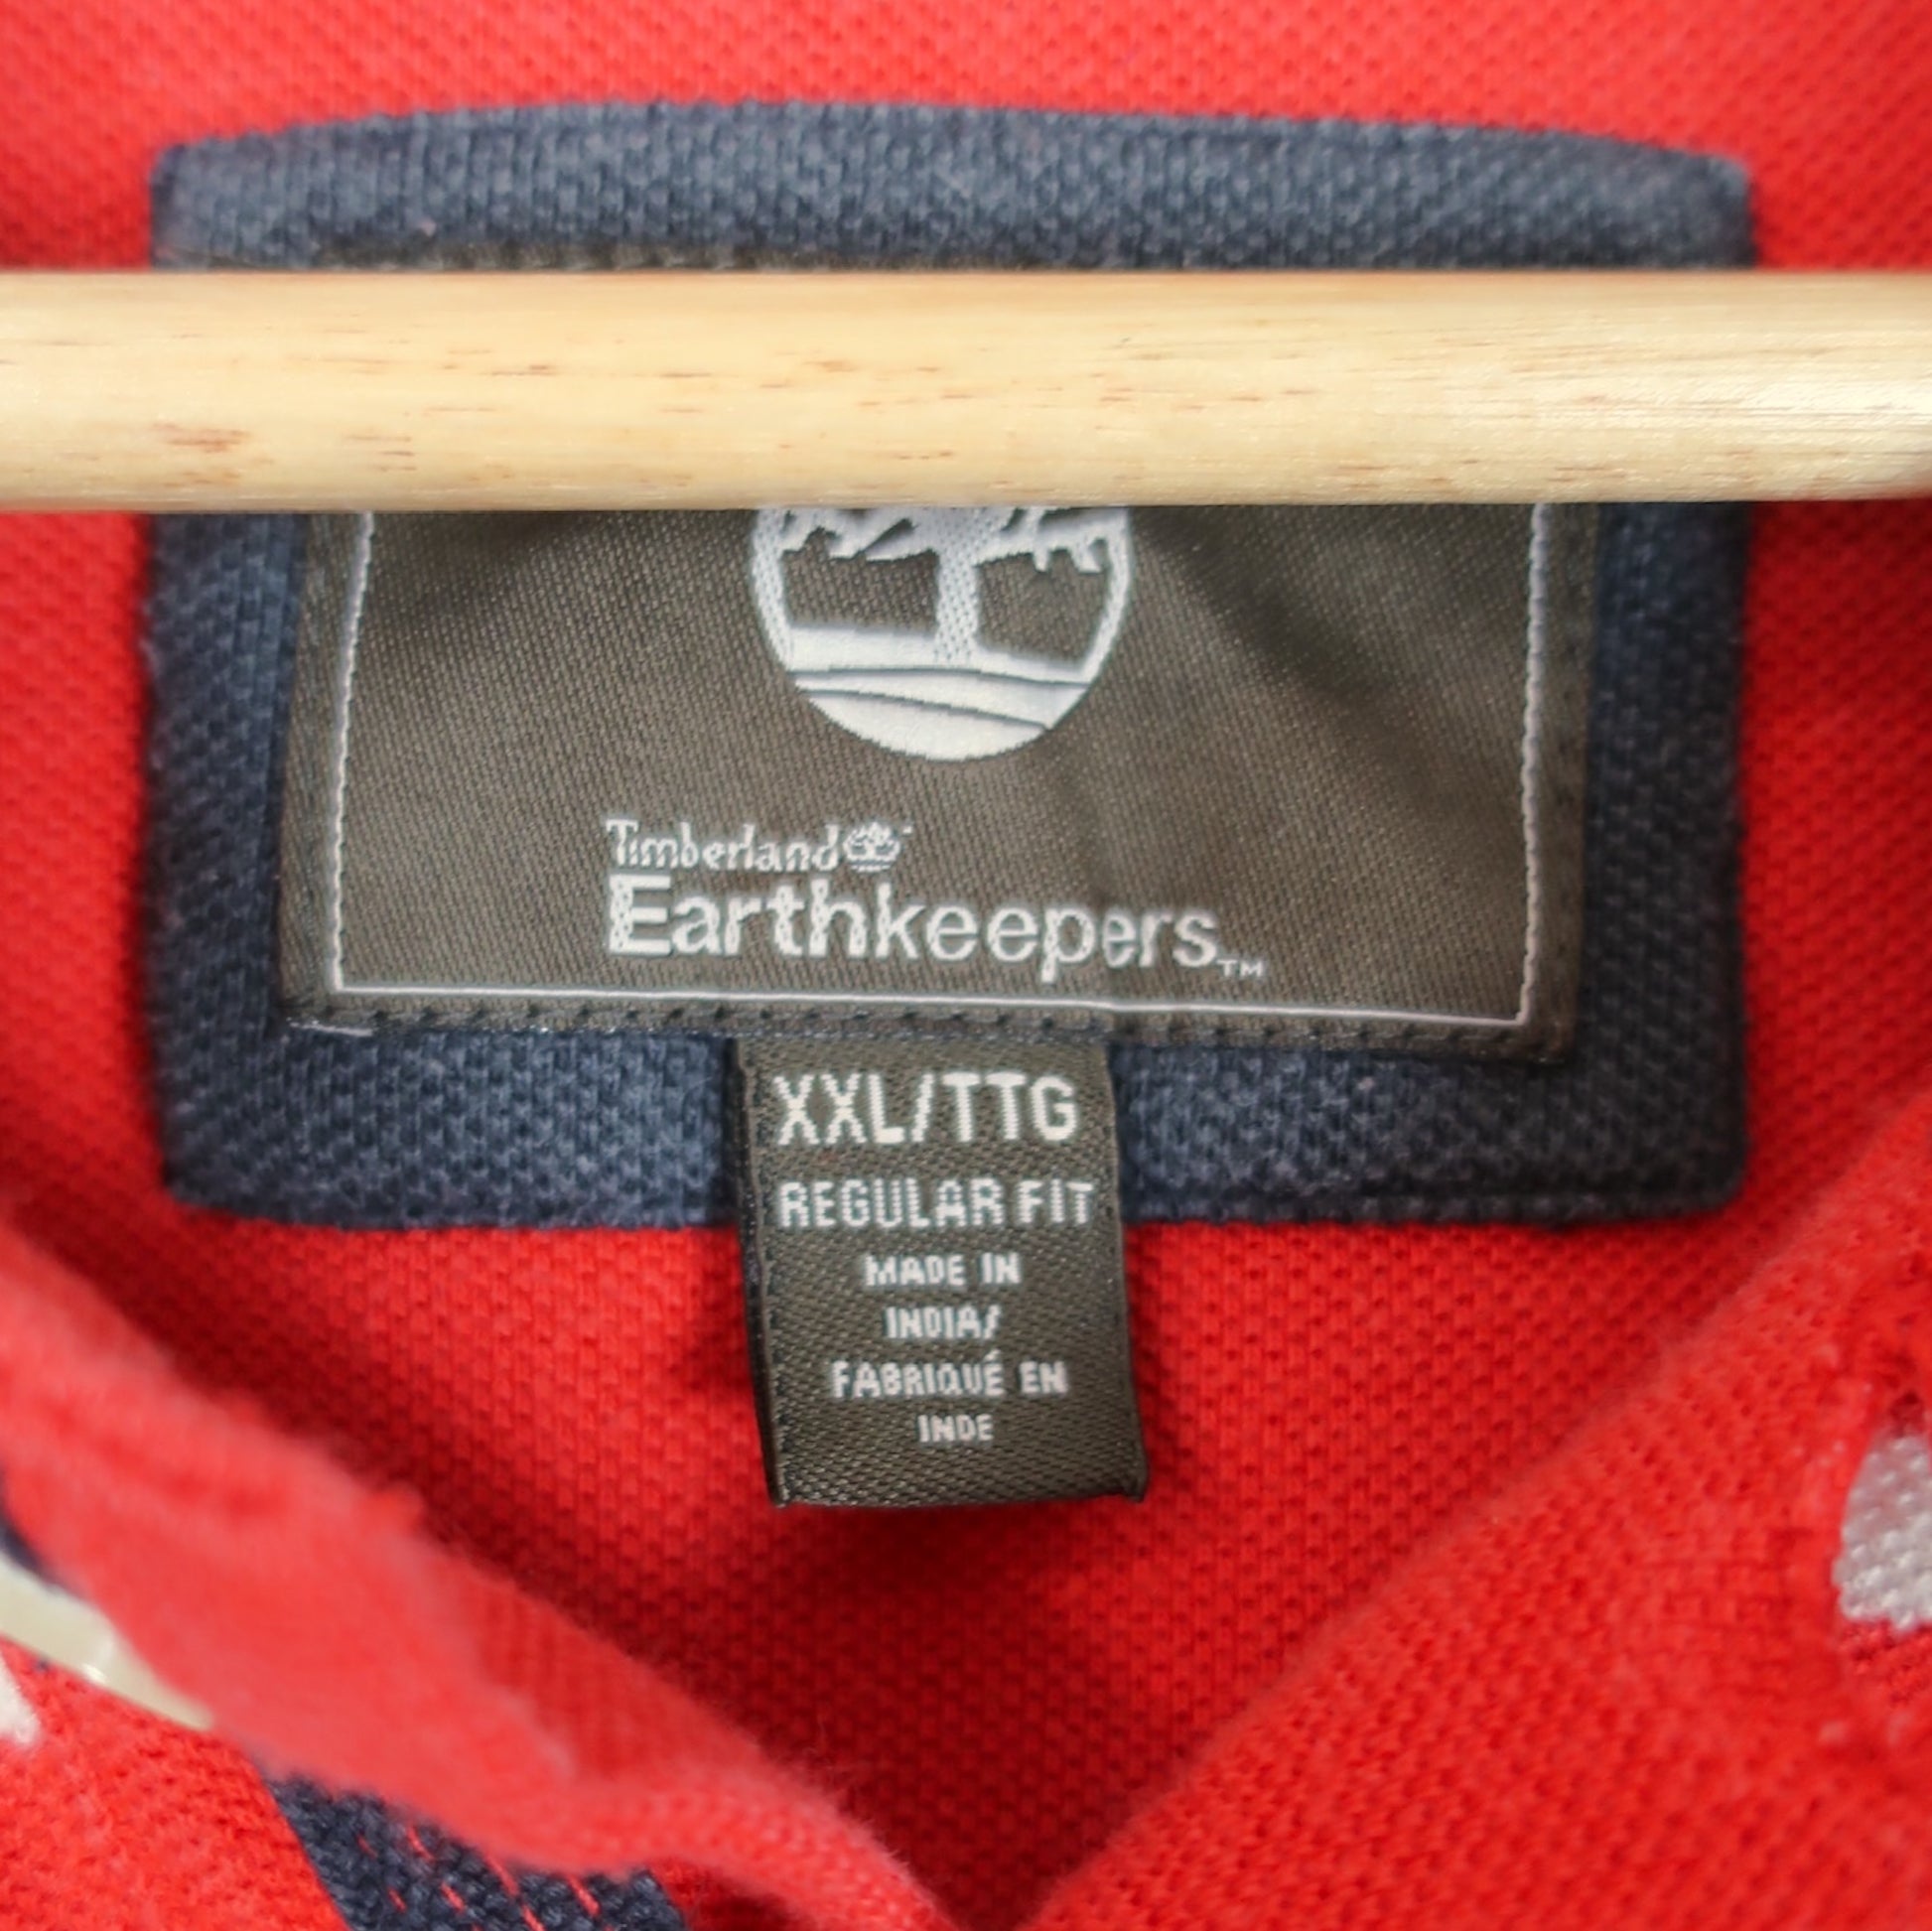 Timberland
Earthkeepers™
XXL/TTG
REGULAR FIT
MADE IN
INDIA/
FABRIQUÉ EN
INDE